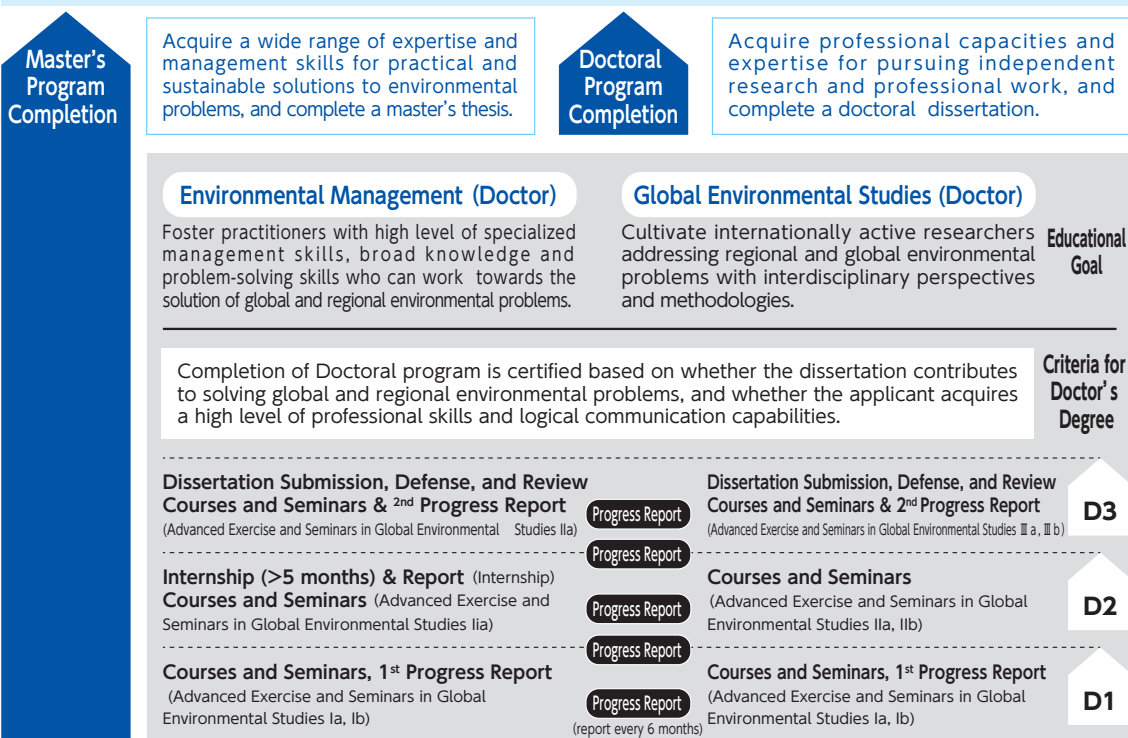 Master's
Program
Completion
Acquire a wide range of expertise and
management skills for practical and
sustainable solutions to environmental
problems, and complete a master's thesis.
Doctoral
Program
Completion
Acquire professional capacities and
expertise for pursuing independent
research and professional work, and
complete a doctoral dissertation.
Environmental Management (Doctor)
Foster practitioners with high level of specialized
management skills, broad knowledge and
problem-solving skills who can work towards the
solution of global and regional environmental problems.
Global Environmental Studies (Doctor)
Cultivate internationally active researchers
addressing regional and global environmental
problems with interdisciplinary perspectives
and methodologies.
Educational
Goal
Completion of Doctoral program is certified based on whether the dissertation contributes
to solving global and regional environmental problems, and whether the applicant acquires
a high level of professional skills and logical communication capabilities.
Criteria for
Doctor's
Degree
Dissertation Submission, Defense, and Review
Courses and Seminars & 2nd Progress Report
(Advanced Exercise and Seminars in Global Environmental Studies IIa)
Progress Report
Dissertation Submission, Defense, and Review
Courses and Seminars & 2nd Progress Report
(Advanced Exercise and Seminars in Global Environmental Studies Ⅲa, Ⅲb)
D3
Progress Report
Internship (>5 months) & Report (Internship)
Courses and Seminars (Advanced Exercise and
Seminars in Global Environmental Studies Iia)
Progress Report
Courses and Seminars
(Advanced Exercise and Seminars in Global
Environmental Studies IIa, IIb)
D2
Progress Report
Courses and Seminars, 1st Progress Report
(Advanced Exercise and Seminars in Global
Environmental Studies Ia, Ib)
Progress Report
(report every 6 months)
Courses and Seminars, 1st Progress Report
(Advanced Exercise and Seminars in Global
Environmental Studies Ia, Ib)
D1